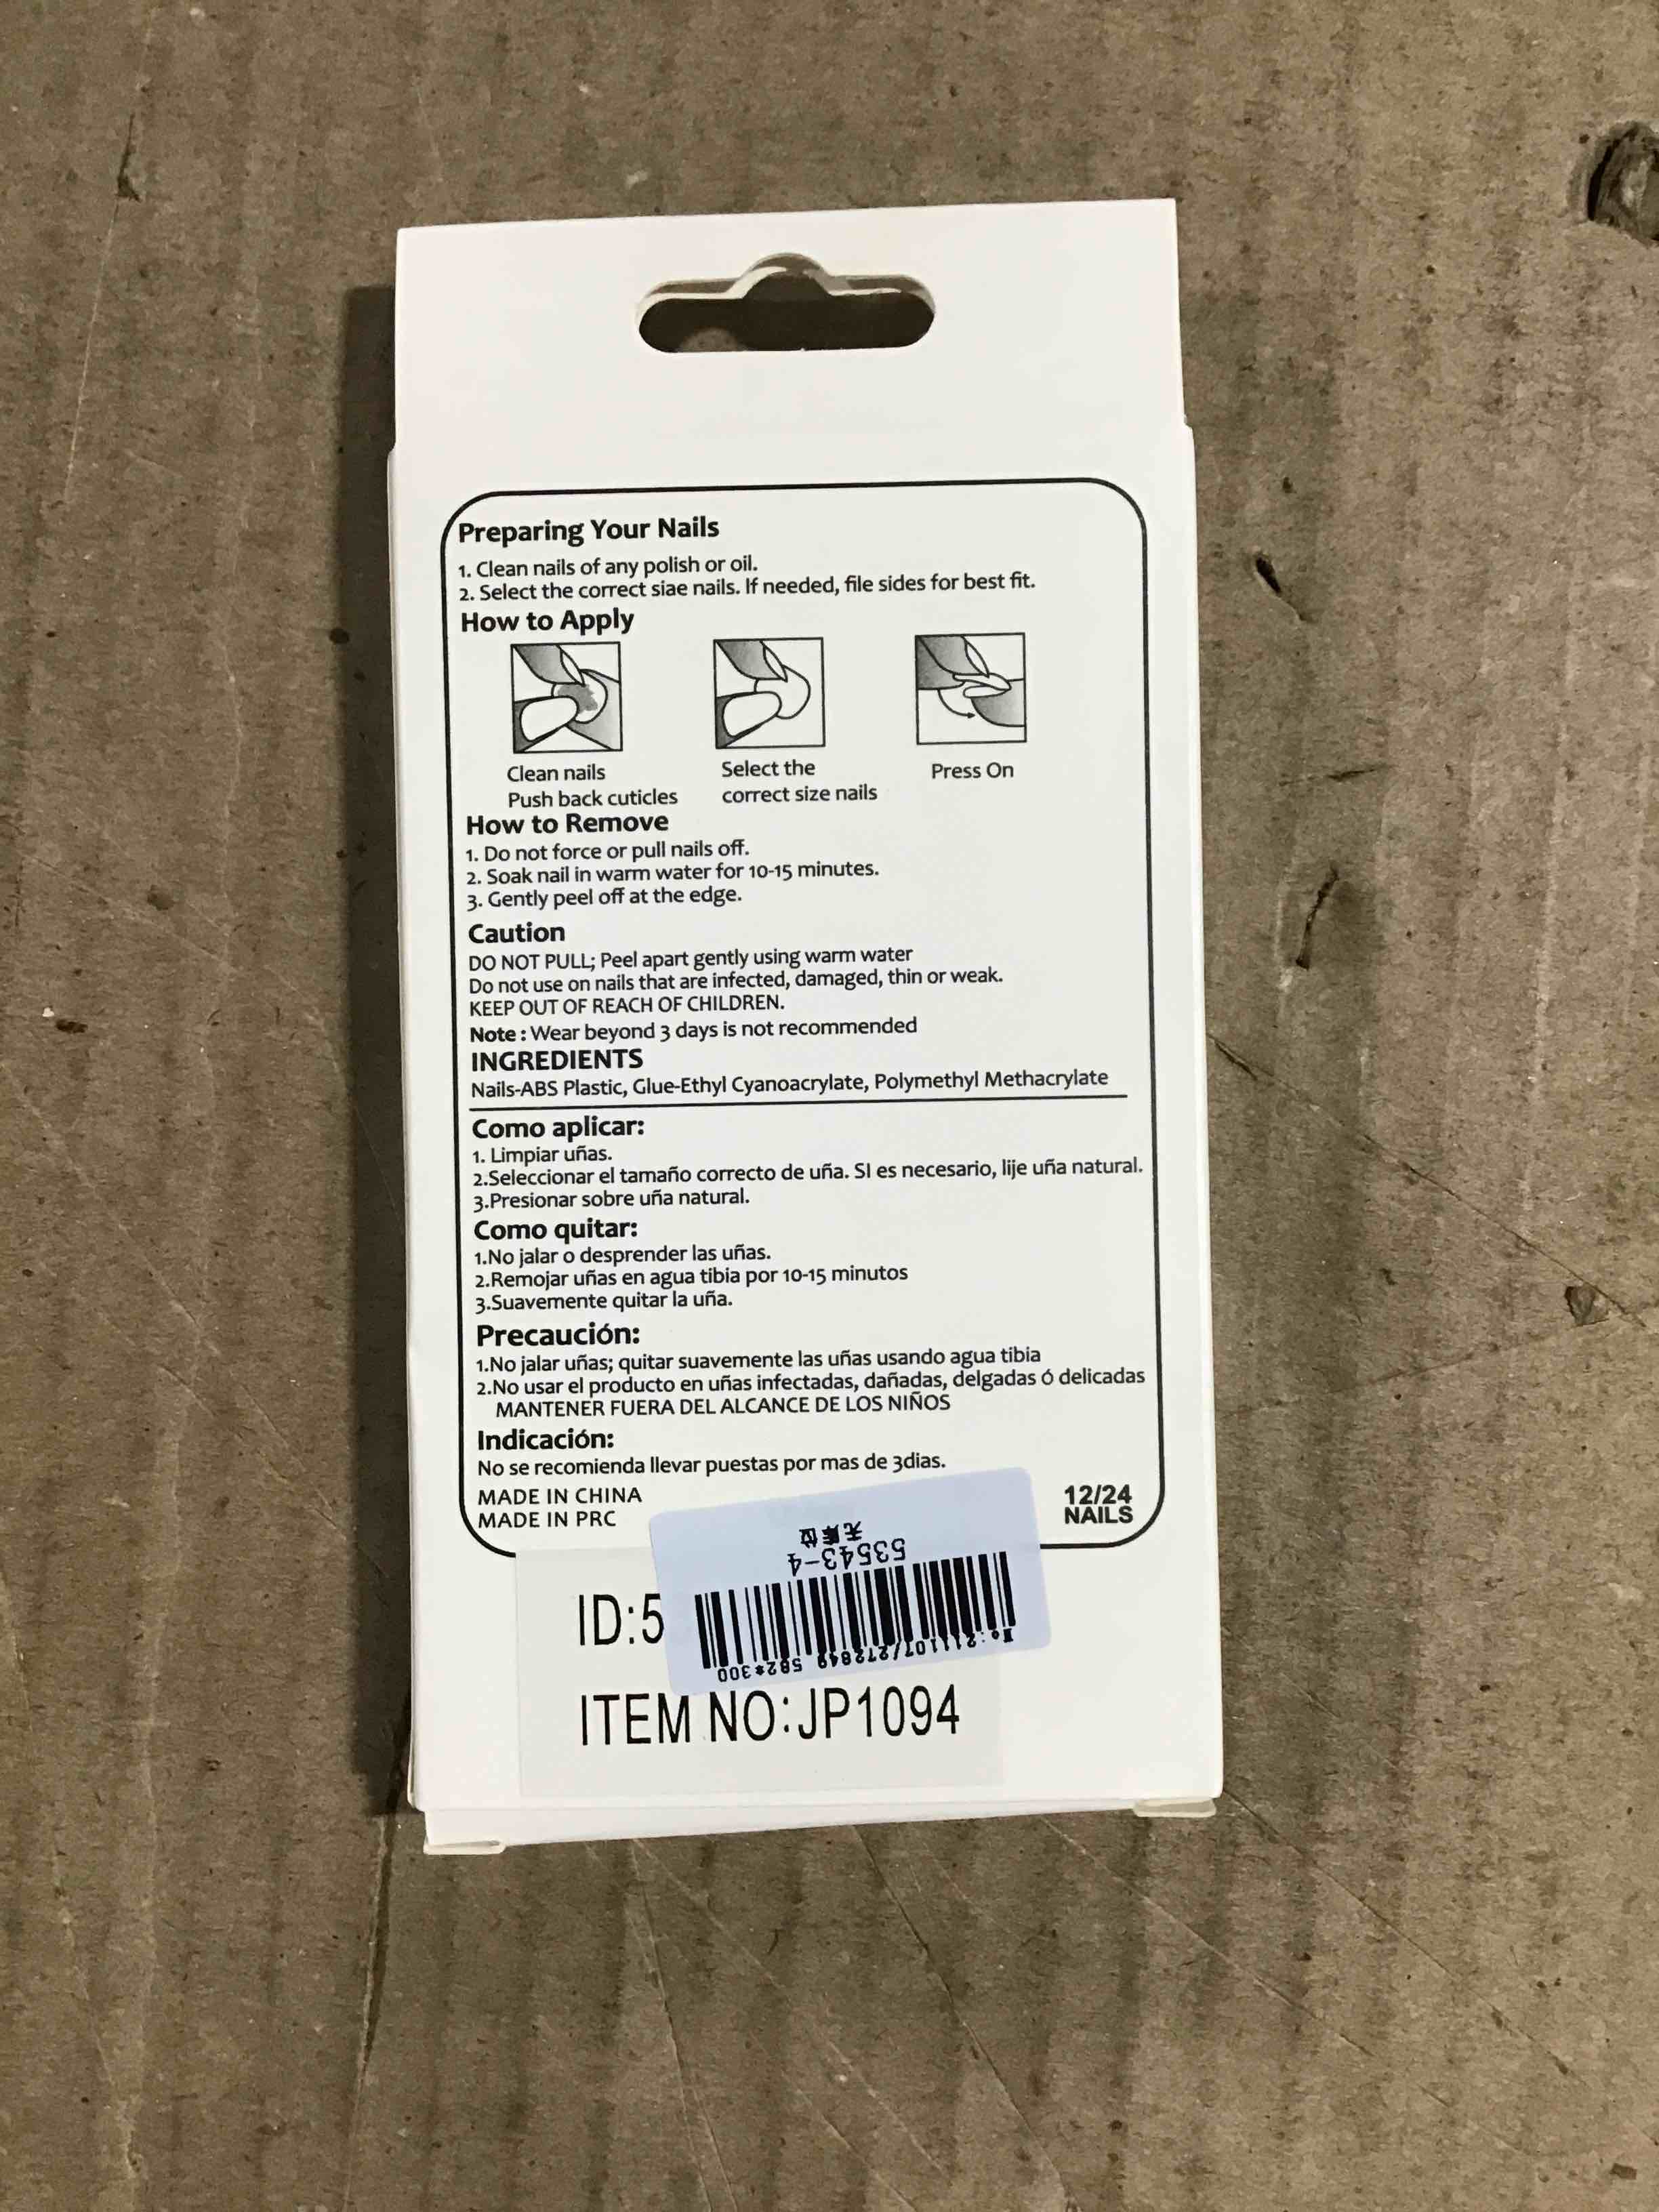 Preparing Your Nails
1. Clean nails of any polish or oil.
2. Select the correct siae nails. If needed, file sides for best fit.
How to Apply
Clean nails
Push back cuticles
Select the
correct size nails
Press On
How to Remove
1. Do not force or pull nails off.
2. Soak nail in warm water for 10-15 minutes.
3. Gently peel off at the edge.
Caution
DO NOT PULL; Peel apart gently using warm water
Do not use on nails that are infected, damaged, thin or weak.
KEEP OUT OF REACH OF CHILDREN.
Note : Wear beyond 3 days is not recommended
INGREDIENTS
Nails-ABS Plastic, Glue-Ethyl Cyanoacrylate, Polymethyl Methacrylate
Como aplicar:
1. Limpiar uñas.
2.Seleccionar el tamaño correcto de uña. SI es necesario, lije uña natural.
3.Presionar sobre uña natural.
Como quitar:
1.No jalar o desprender las uñas.
2.Remojar uñas en agua tibia por 10-15 minutos
3.Suavemente quitar la uña.
Precaución:
1.No jalar uñas; quitar suavemente las uñas usando agua tibia
2.No usar el producto en uñas infectadas, dañadas, delgadas ó delicadas
MANTENER FUERA DEL ALCANCE DE LOS NIÑOS
Indicación:
No se recomienda llevar puestas por mas de 3dias.
MADE IN CHINA
MADE IN PRC
12/24
NAILS
No:211107/272849 582*300
53543-4
无库位
ID:5
ITEM NO:JP1094